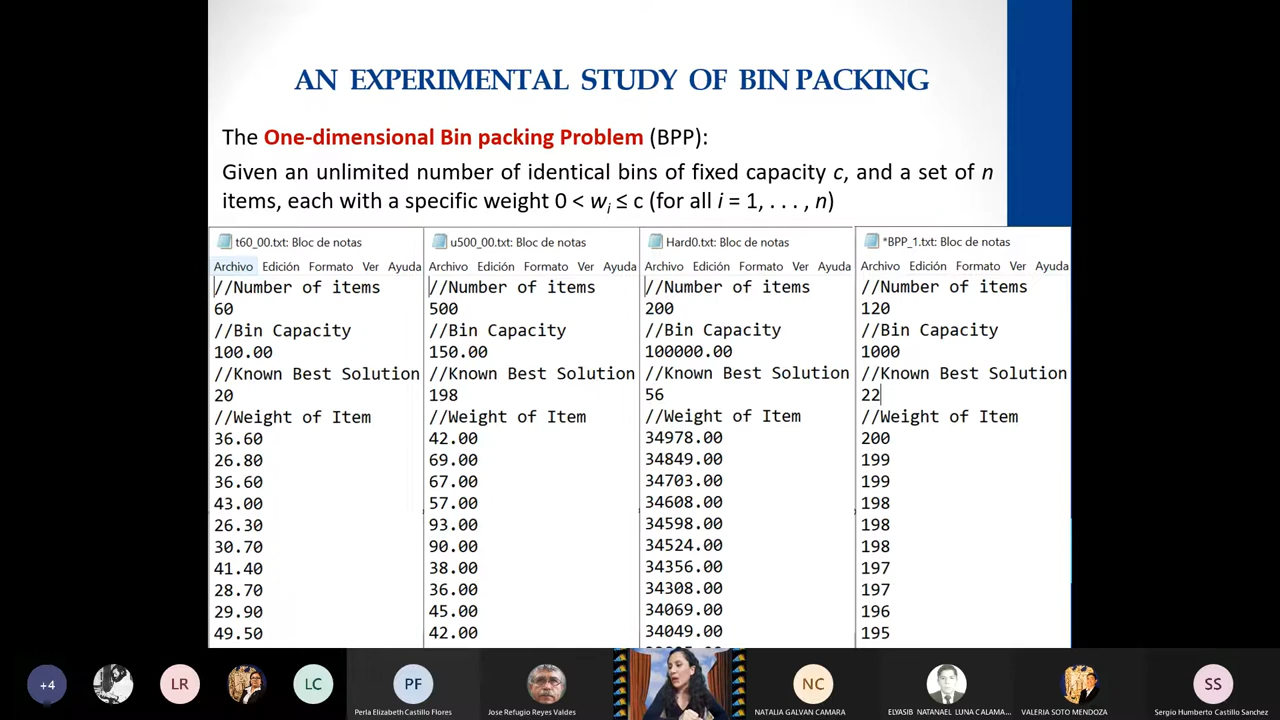 AN EXPERIMENTAL STUDY OF BIN PACKING
The One-dimensional Bin packing Problem (BPP):
Given an unlimited number of identical bins of fixed capacity c, and a set of n
items, each with a specific weight 0 < wi ≤ c (for all i = 1, . . . , n)
t60_00.txt: Bloc de notas
Archivo Edición Formato Ver Ayuda
//Number of items
60
//Bin Capacity
100.00
//Known Best Solution
20
//Weight of Item
36.60
26.80
36.60
43.00
26.30
30.70
41.40
28.70
29.90
49.50
u500_00.txt: Bloc de notas
Archivo Edición Formato Ver Ayuda
//Number of items
500
//Bin Capacity
150.00
//Known Best Solution
198
//Weight of Item
42.00
69.00
67.00
57.00
93.00
90.00
38.00
36.00
45.00
42.00
Hard0.txt: Bloc de notas
Archivo Edición Formato Ver Ayuda
//Number of items
200
//Bin Capacity
100000.00
//Known Best Solution
56
//Weight of Item
34978.00
34849.00
34703.00
34608.00
34598.00
34524.00
34356.00
34308.00
34069.00
34049.00
*BPP_1.txt: Bloc de notas
Archivo Edición Formato Ver Ayuda
//Number of items
120
//Bin Capacity
1000
//Known Best Solution
22
//Weight of Item
200
199
199
198
198
198
197
197
196
195
+4
LR
LC
PF
Perla Elizabeth Castillo Flores
Jose Refugio Reyes Valdes
NC
NATALIA GALVAN CAMARA
ELYASIB NATANAEL LUNA CALAMA...
VALERIA SOTO MENDOZA
SS
Sergio Humberto Castillo Sanchez